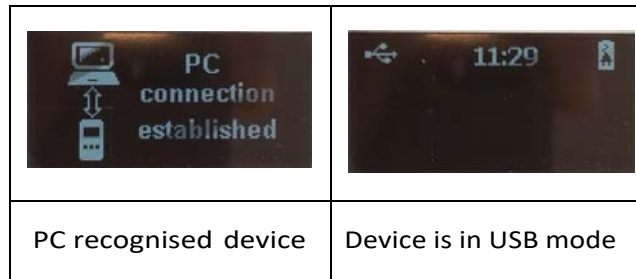 PC
connection
established
11:29
PC recognised device
Device is in USB mode